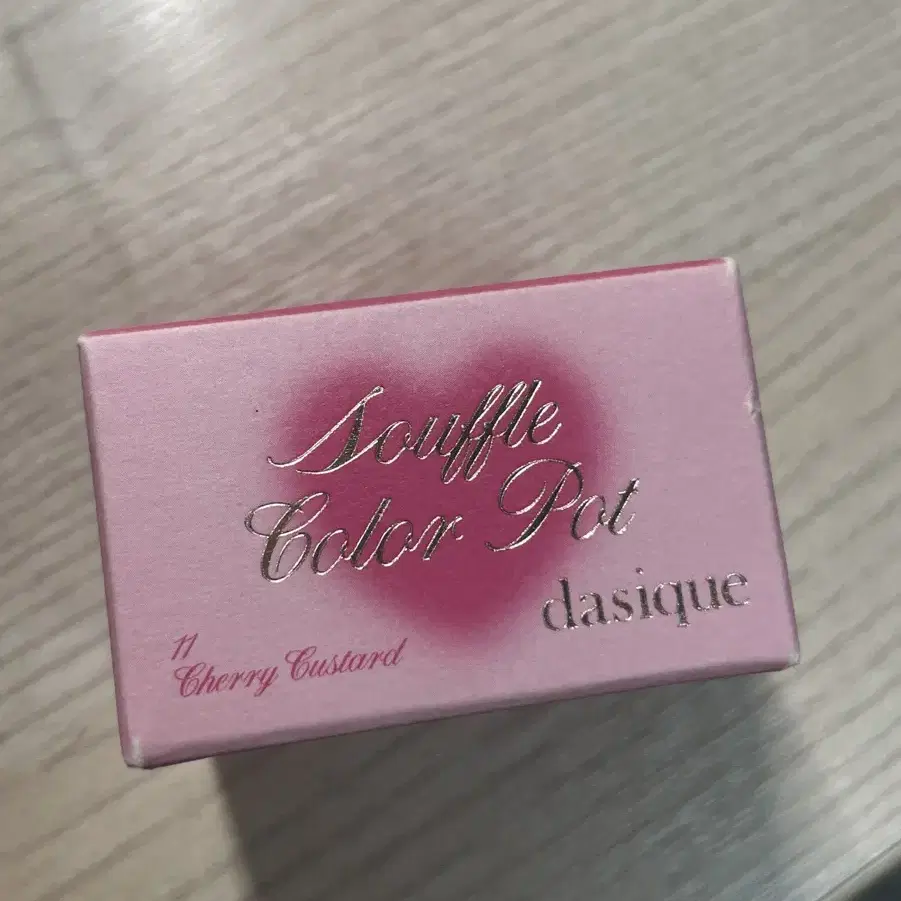 Souffle
Color Pot
dasique
11
Cherry Custard